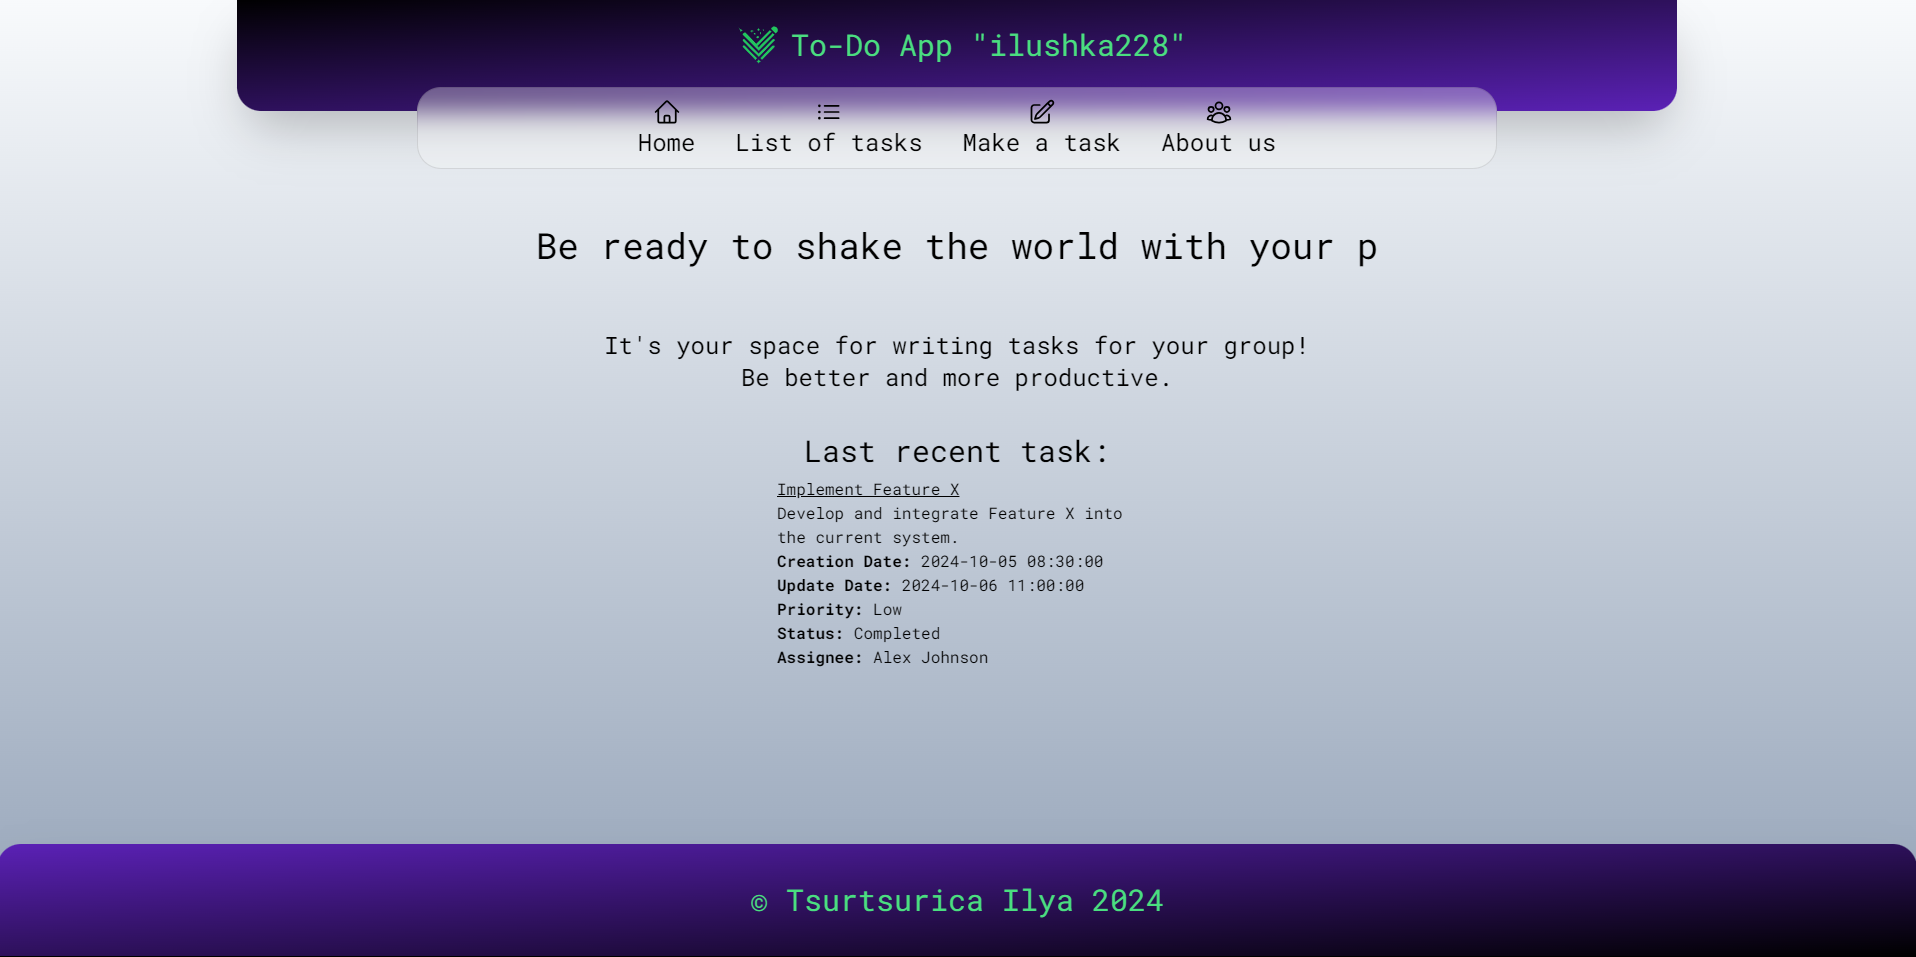 To-Do App "ilushka228"
Home
List of tasks
Make a task
About us
Be ready to shake the world with your p
It's your space for writing tasks for your group!
Be better and more productive.
Last recent task:
Implement Feature X
Develop and integrate Feature X into
the current system.
Creation Date: 2024-10-05 08:30:00
Update Date: 2024-10-06 11:00:00
Priority: Low
Status: Completed
Assignee: Alex Johnson
© Tsurtsurica Ilya 2024